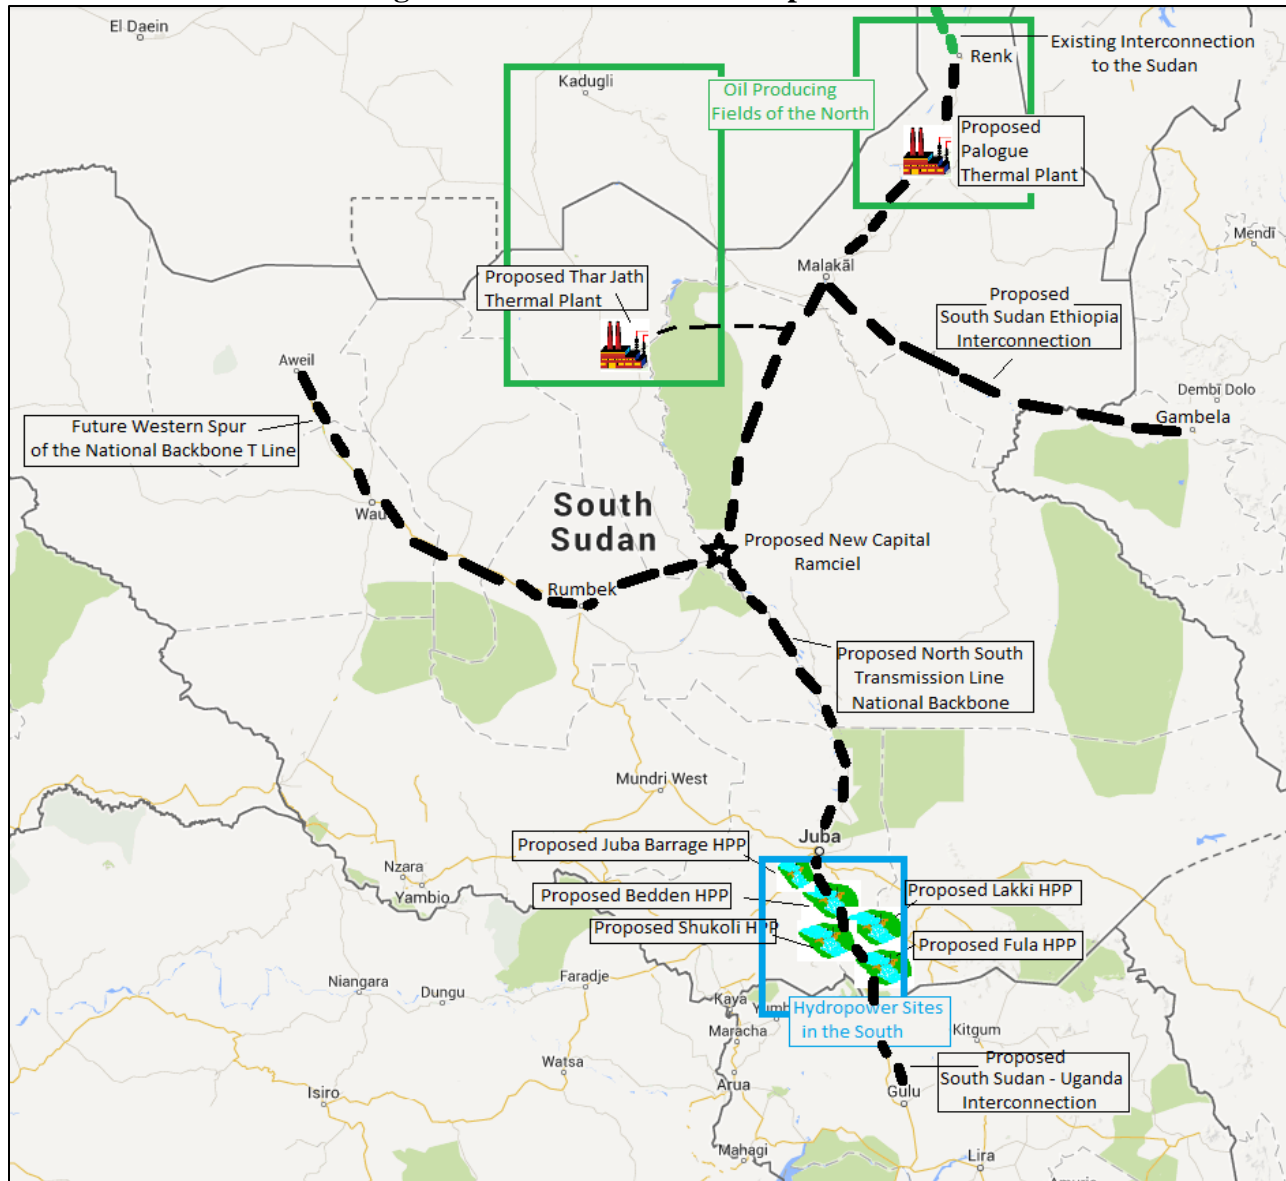 El Daein
Existing Interconnection
to the Sudan
Renk
Kadugli
Oil Producing
Fields of the North
Proposed
Palogue
Thermal Plant
Mendī
Malakāl
Proposed Thar Jath
Thermal Plant
Proposed
South Sudan Ethiopia
Interconnection
Aweil
Dembī Dolo
Gambela
Future Western Spur
of the National Backbone T Line
Wau
South
Sudan
Proposed New Capital
Ramciel
Rumbek
Proposed North South
Transmission Line
National Backbone
Mundri West
Juba
Proposed Juba Barrage HPP
Nzara
Yambio
Proposed Bedden HPP
Proposed Lakki HPP
Proposed Shukoli HPP
Proposed Fula HPP
Niangara
Dungu
Faradje
Kaya
Hydropower Sites
in the South
Maracha
Kitgum
Watsa
Proposed
South Sudan - Uganda
Interconnection
Isiro
Arua
Gulu
Mahagi
Lira